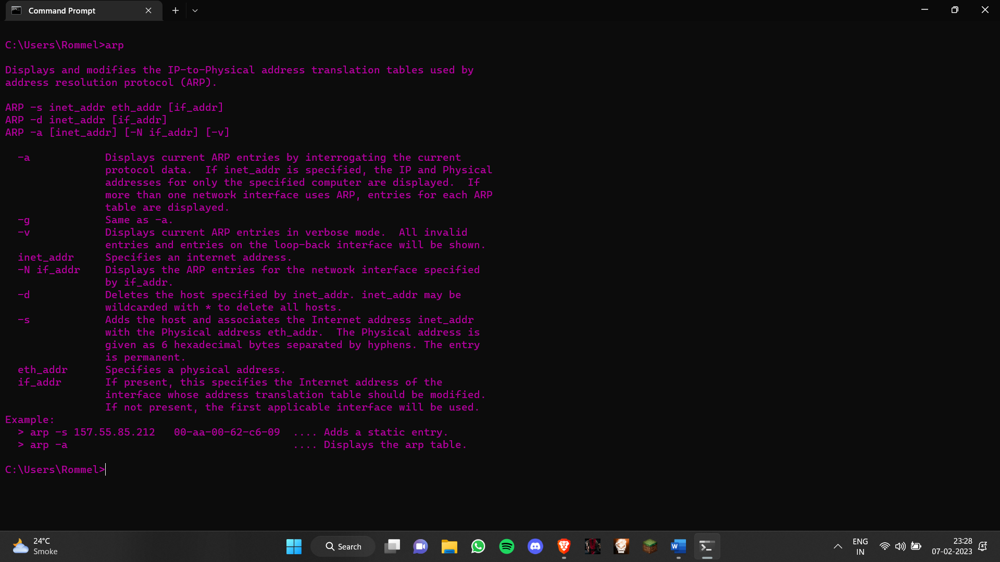 Command Prompt
C:\Users\Rommel>arp
Displays and modifies the IP-to-Physical address translation tables used by
address resolution protocol (ARP).
ARP -s inet_addr eth_addr [if_addr]
ARP -d inet_addr [if_addr]
ARP -a [inet_addr] [-N if_addr] [-v]
-a Displays current ARP entries by interrogating the current
protocol data.  If inet_addr is specified, the IP and Physical
addresses for only the specified computer are displayed.  If
more than one network interface uses ARP, entries for each ARP
table are displayed.
-g Same as -a.
-v Displays current ARP entries in verbose mode.  All invalid
entries and entries on the loop-back interface will be shown.
inet_addr Specifies an internet address.
-N if_addr Displays the ARP entries for the network interface specified
by if_addr.
-d Deletes the host specified by inet_addr. inet_addr may be
wildcarded with * to delete all hosts.
-s Adds the host and associates the Internet address inet_addr
with the Physical address eth_addr.  The Physical address is
given as 6 hexadecimal bytes separated by hyphens. The entry
is permanent.
eth_addr Specifies a physical address.
if_addr If present, this specifies the Internet address of the
interface whose address translation table should be modified.
If not present, the first applicable interface will be used.
Example:
> arp -s 157.55.85.212   00-aa-00-62-c6-09  .... Adds a static entry.
> arp -a                                    .... Displays the arp table.
C:\Users\Rommel>
24°C
Smoke
Search
ENG
IN
23:28
07-02-2023